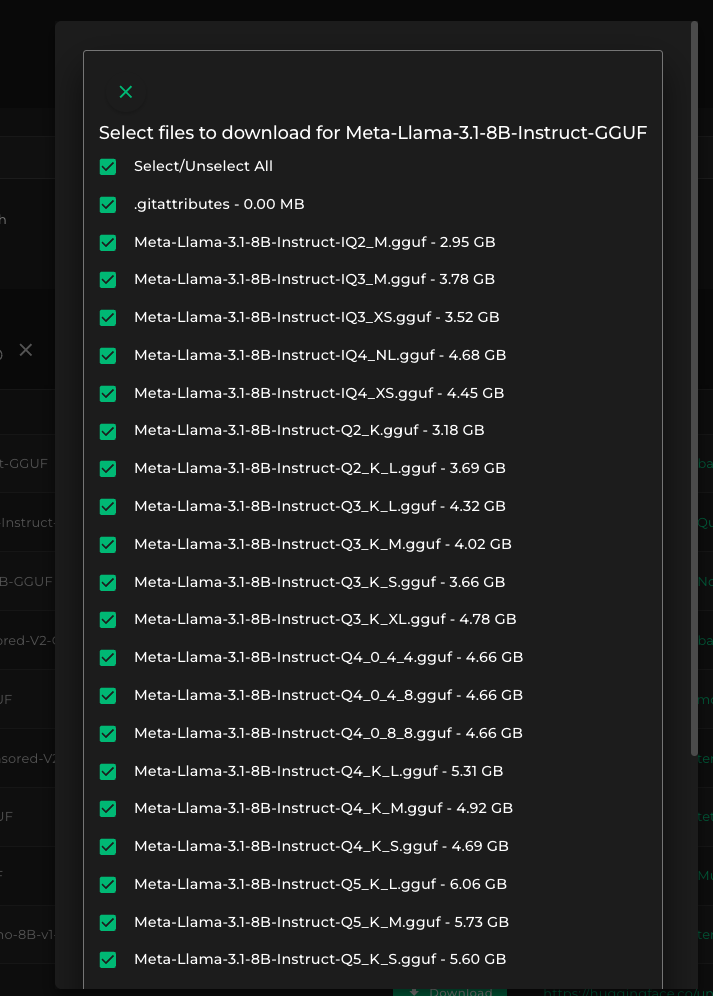 Select files to download for Meta-Llama-3.1-8B-Instruct-GGUF
Select/Unselect All
.gitattributes - 0.00 MB
Meta-Llama-3.1-8B-Instruct-IQ2_M.gguf - 2.95 GB
Meta-Llama-3.1-8B-Instruct-IQ3_M.gguf - 3.78 GB
Meta-Llama-3.1-8B-Instruct-IQ3_XS.gguf - 3.52 GB
Meta-Llama-3.1-8B-Instruct-IQ4_NL.gguf - 4.68 GB
Meta-Llama-3.1-8B-Instruct-IQ4_XS.gguf - 4.45 GB
Meta-Llama-3.1-8B-Instruct-Q2_K.gguf - 3.18 GB
Meta-Llama-3.1-8B-Instruct-Q2_K_L.gguf - 3.69 GB
Meta-Llama-3.1-8B-Instruct-Q3_K_L.gguf - 4.32 GB
Meta-Llama-3.1-8B-Instruct-Q3_K_M.gguf - 4.02 GB
Meta-Llama-3.1-8B-Instruct-Q3_K_S.gguf - 3.66 GB
Meta-Llama-3.1-8B-Instruct-Q3_K_XL.gguf - 4.78 GB
Meta-Llama-3.1-8B-Instruct-Q4_0_4_4.gguf - 4.66 GB
Meta-Llama-3.1-8B-Instruct-Q4_0_4_8.gguf - 4.66 GB
Meta-Llama-3.1-8B-Instruct-Q4_0_8_8.gguf - 4.66 GB
Meta-Llama-3.1-8B-Instruct-Q4_K_L.gguf - 5.31 GB
Meta-Llama-3.1-8B-Instruct-Q4_K_M.gguf - 4.92 GB
Meta-Llama-3.1-8B-Instruct-Q4_K_S.gguf - 4.69 GB
Meta-Llama-3.1-8B-Instruct-Q5_K_L.gguf - 6.06 GB
Meta-Llama-3.1-8B-Instruct-Q5_K_M.gguf - 5.73 GB
Meta-Llama-3.1-8B-Instruct-Q5_K_S.gguf - 5.60 GB
t-GGUF
-Instruct-
B-GGUF
ored-V2-
UF
sored-V2
UF
no-8B-v1
Download